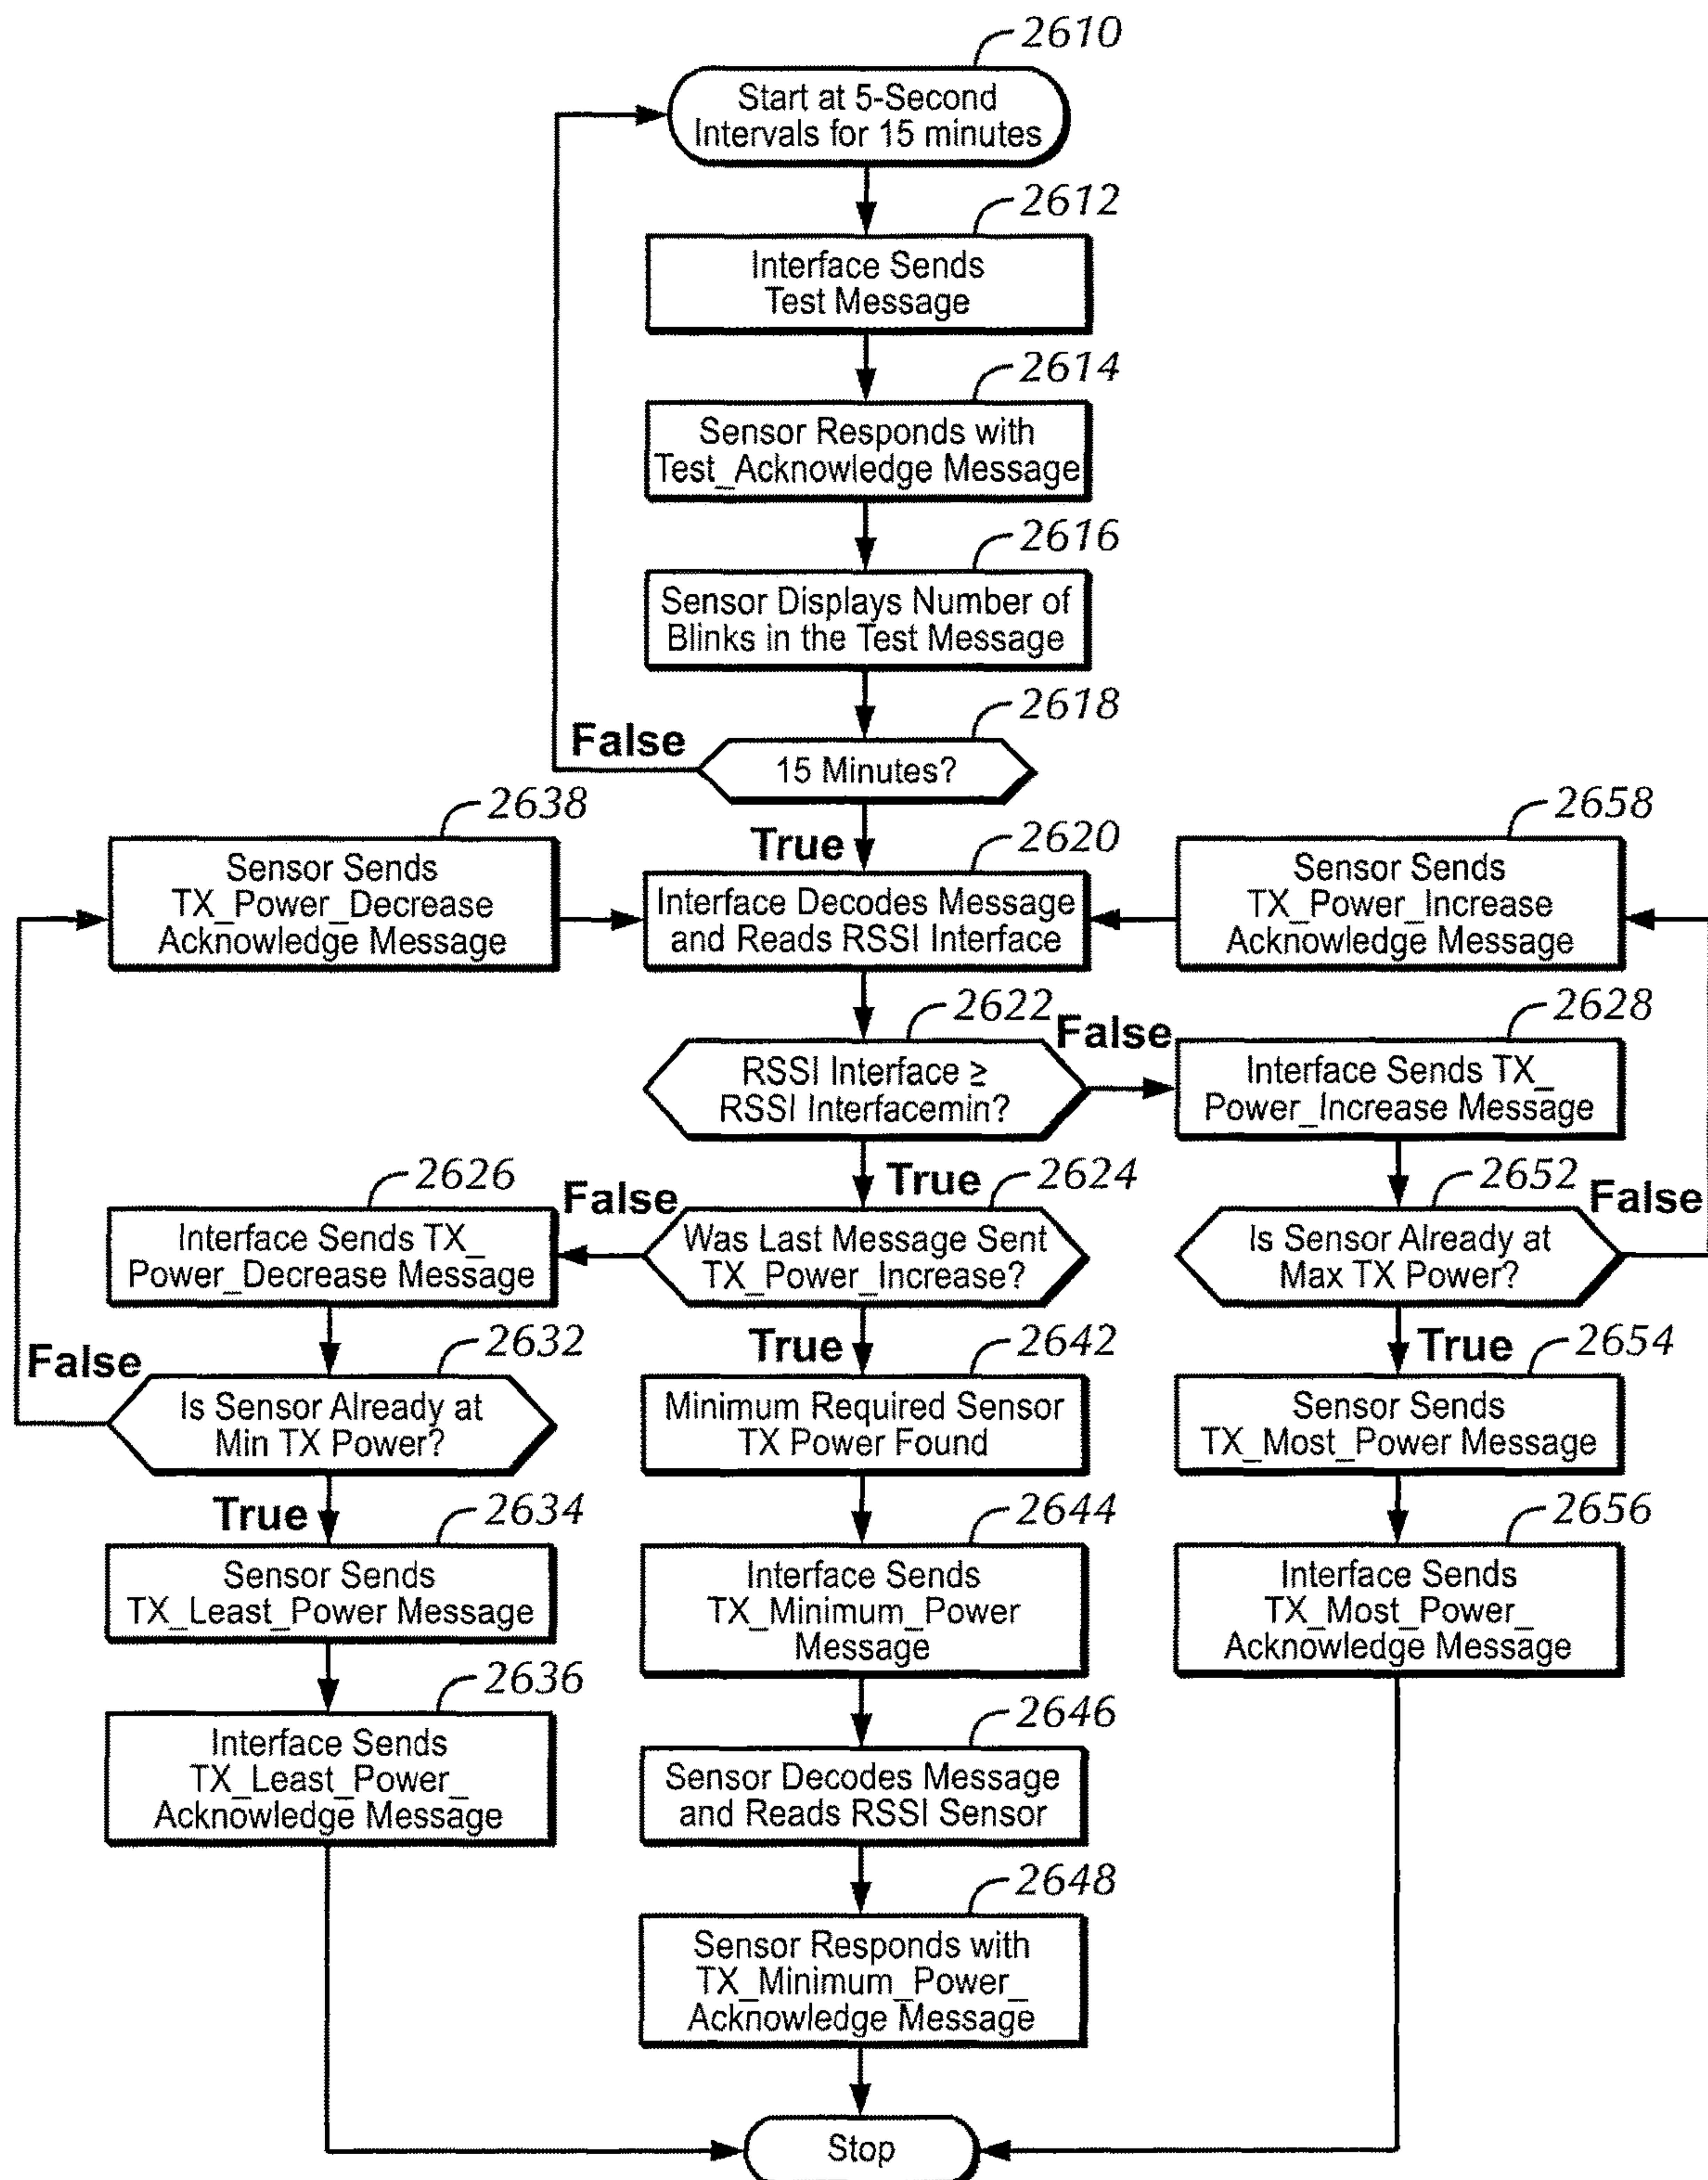 2610
Start at 5-Second
Intervals for 15 minutes
2612
Interface Sends
Test Message
2614
Sensor Responds with
Test_Acknowledge Message
2616
Sensor Displays Number of
Blinks in the Test Message
2618
False
15 Minutes?
True
2638
Sensor Sends
TX_Power_Decrease
Acknowledge Message
2620
Interface Decodes Message
and Reads RSSI Interface
2658
Sensor Sends
TX_Power_Increase
Acknowledge Message
2622
False
RSSI Interface ≥
RSSI Interfacemin?
True
2628
Interface Sends TX_
Power_Increase Message
2626
Interface Sends TX_
Power_Decrease Message
False
2624
Was Last Message Sent
TX_Power_Increase?
True
2652
False
Is Sensor Already at
Max TX Power?
True
2632
False
Is Sensor Already at
Min TX Power?
True
2642
Minimum Required Sensor
TX Power Found
2654
Sensor Sends
TX_Most_Power Message
2634
Sensor Sends
TX_Least_Power Message
2644
Interface Sends
TX_Minimum_Power
Message
2656
Interface Sends
TX_Most_Power_
Acknowledge Message
2636
Interface Sends
TX_Least_Power_
Acknowledge Message
2646
Sensor Decodes Message
and Reads RSSI Sensor
2648
Sensor Responds with
TX_Minimum_Power_
Acknowledge Message
Stop